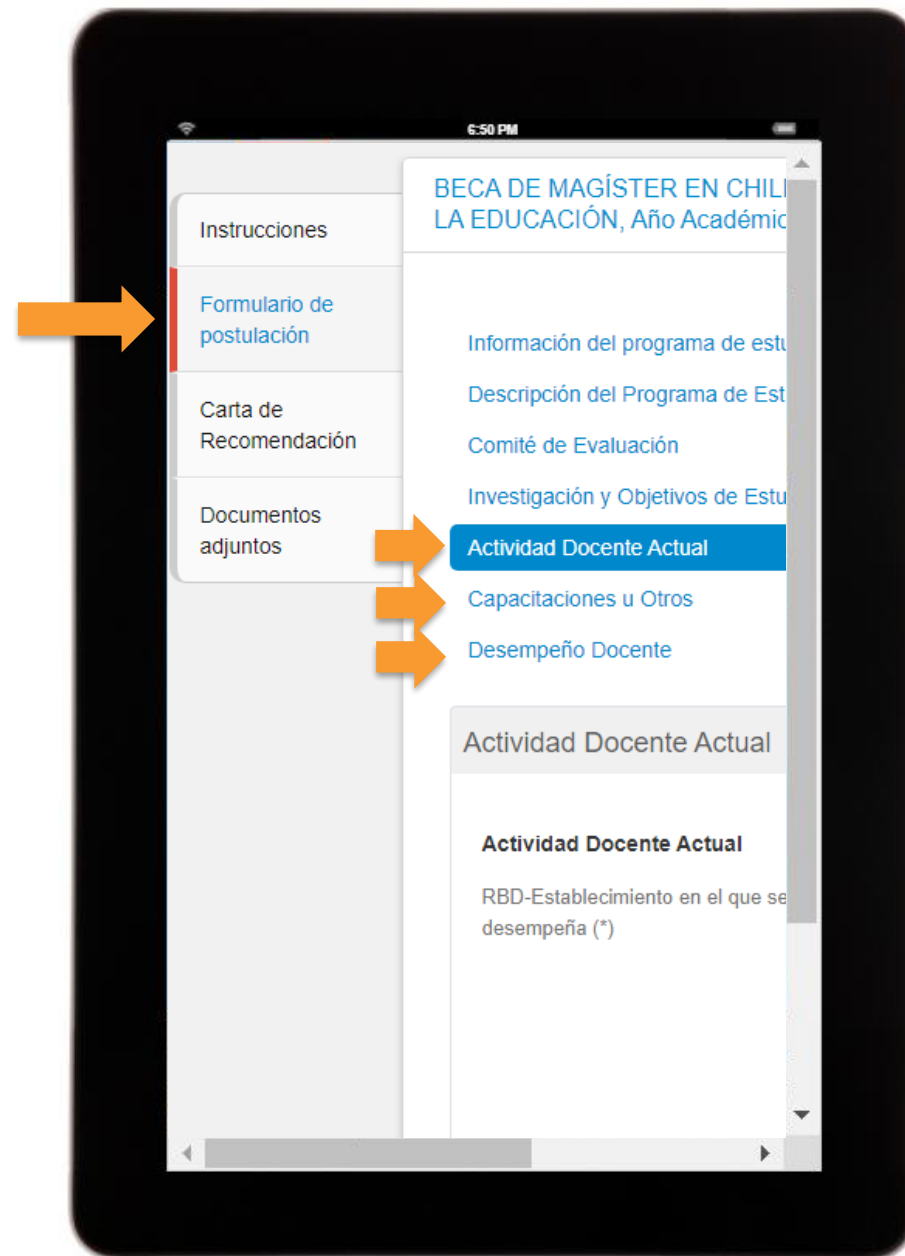 6:50 PM
Instrucciones
Formulario de
postulación
Carta de
Recomendación
Documentos
adjuntos
BECA DE MAGÍSTER EN CHIL
LA EDUCACIÓN, Año Académic
Información del programa de estu
Descripción del Programa de Est
Comité de Evaluación
Investigación y Objetivos de Estu
Actividad Docente Actual
Capacitaciones u Otros
Desempeño Docente
Actividad Docente Actual
Actividad Docente Actual
RBD-Establecimiento en el que se
desempeña (*)